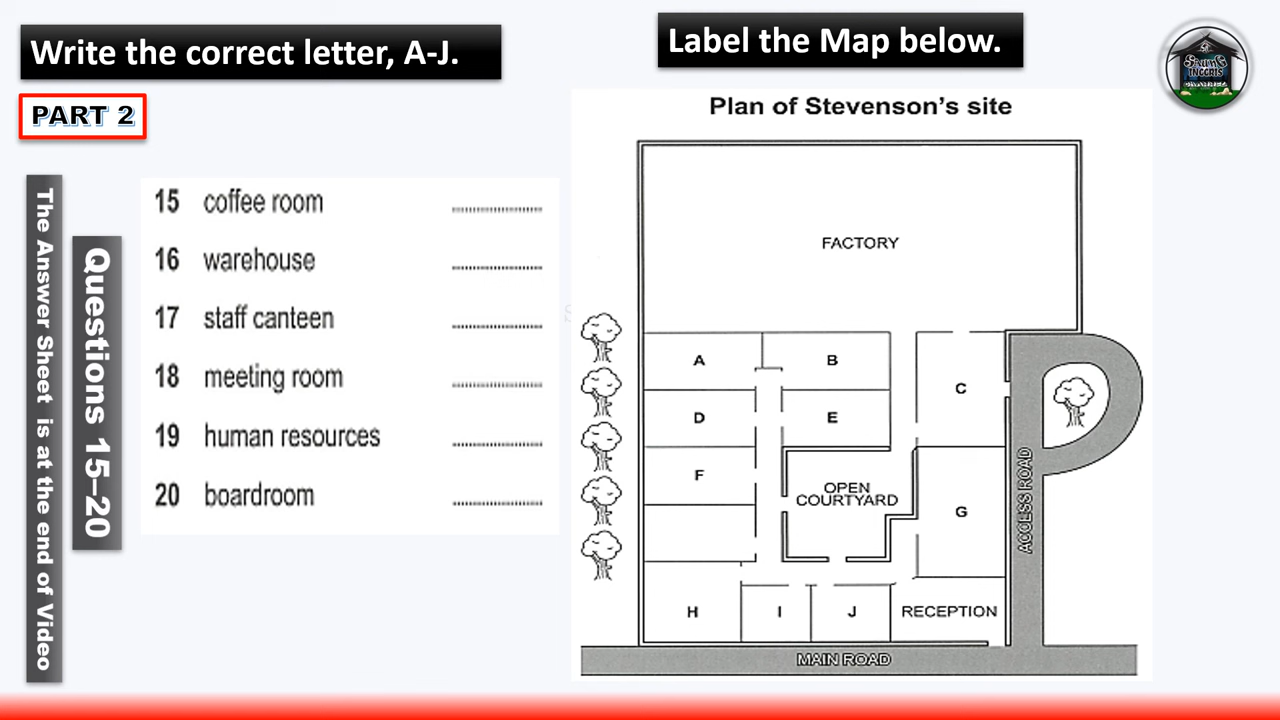 Write the correct letter, A-J.
Label the Map below.
PART 2
Plan of Stevenson's site
The Answer Sheet is at the end of Video
Questions 15–20
15 coffee room ........................
16 warehouse ........................
17 staff canteen ........................
18 meeting room ........................
19 human resources ........................
20 boardroom ........................
FACTORY
A
B
C
D
E
F
OPEN
COURTYARD
G
ACCESS ROAD
H
I
J
RECEPTION
MAIN ROAD